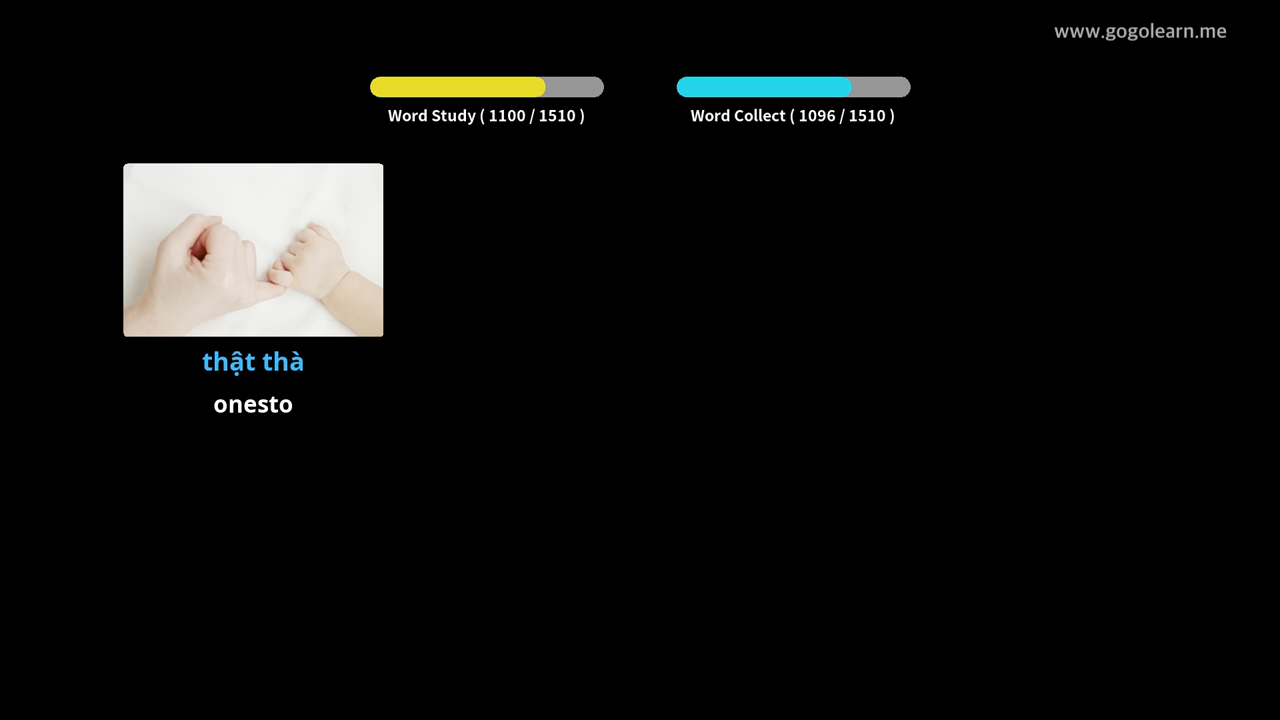 www.gogolearn.me
Word Study ( 1100 / 1510 )
Word Collect ( 1096 / 1510 )
thật thà
onesto